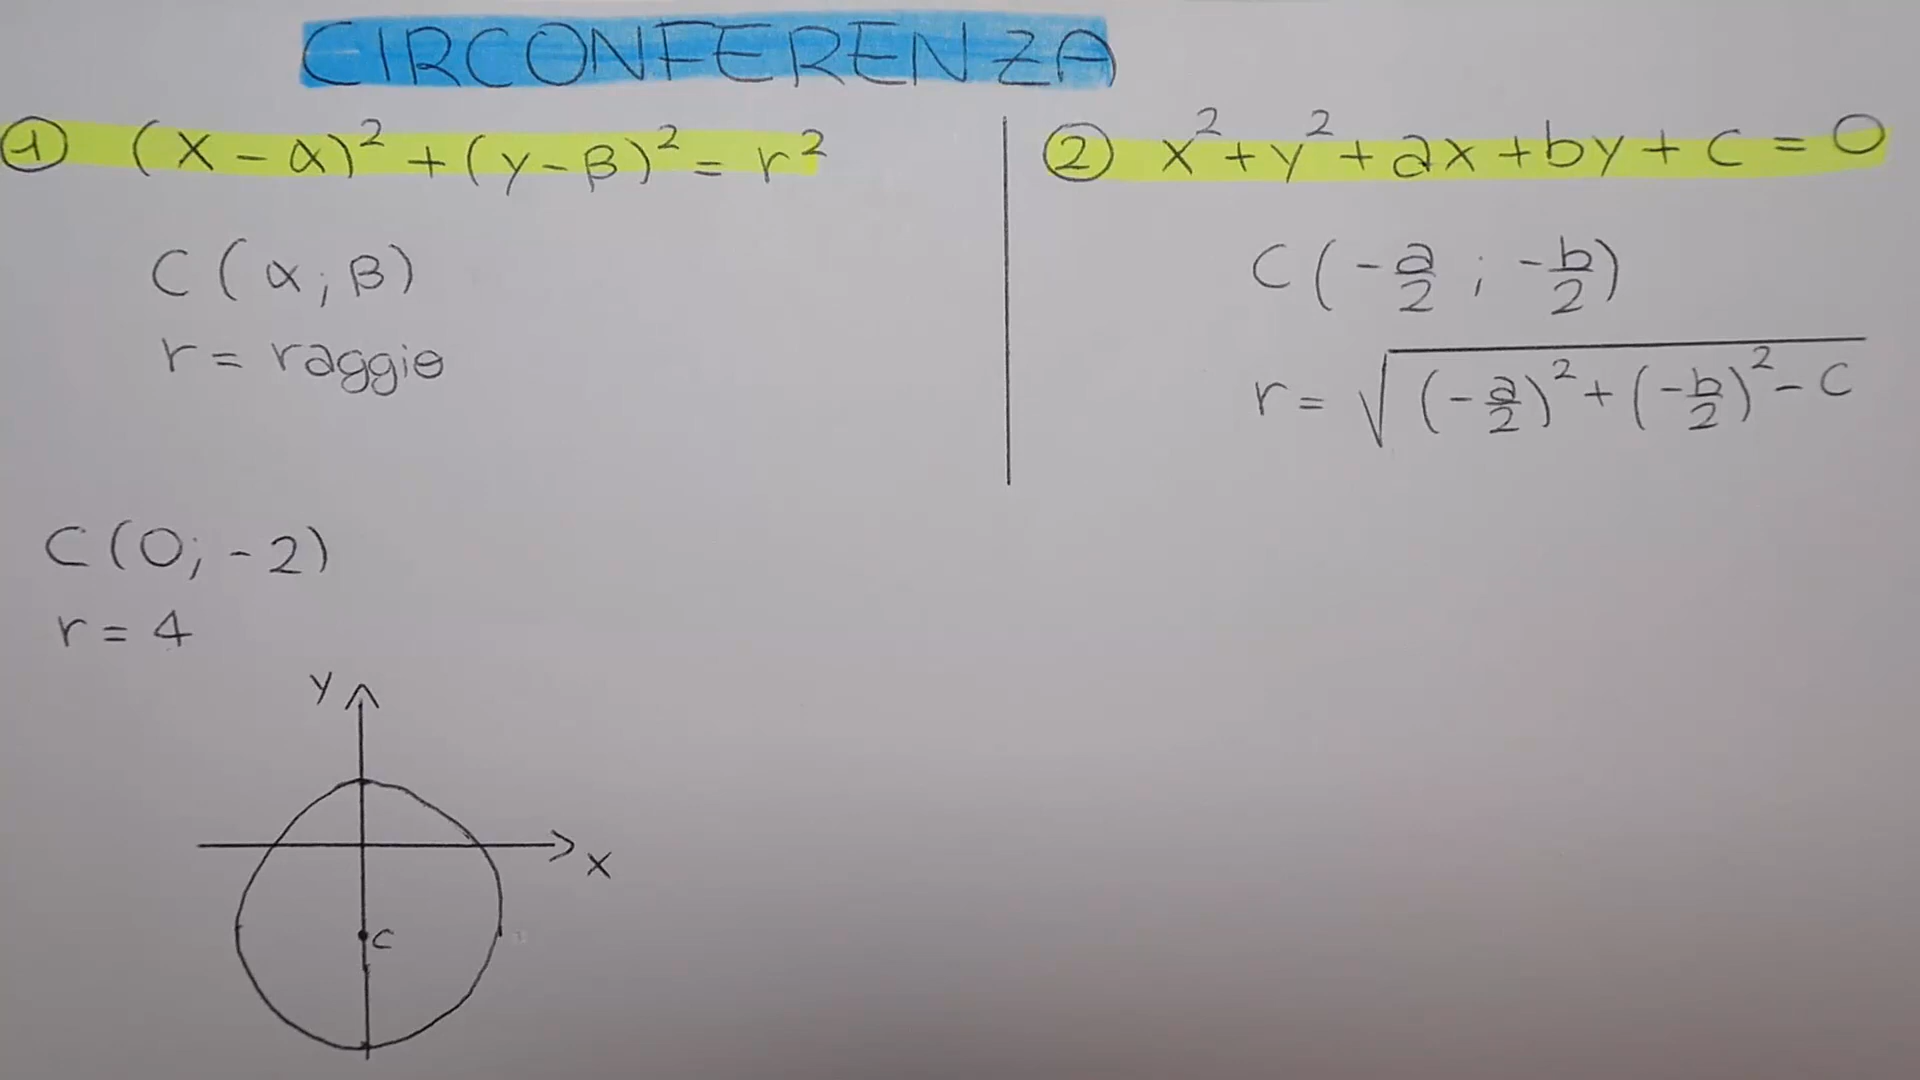 CIRCONFERENZA
① (x-α)²+(y-β)²=r²
C(α;β)
r= raggio
② x²+y²+ax+by+c=0
C(-a/2 ; -b/2)
r= √((-a/2)²+(-b/2)²-c)
C(0;-2)
r=4
y
x
C